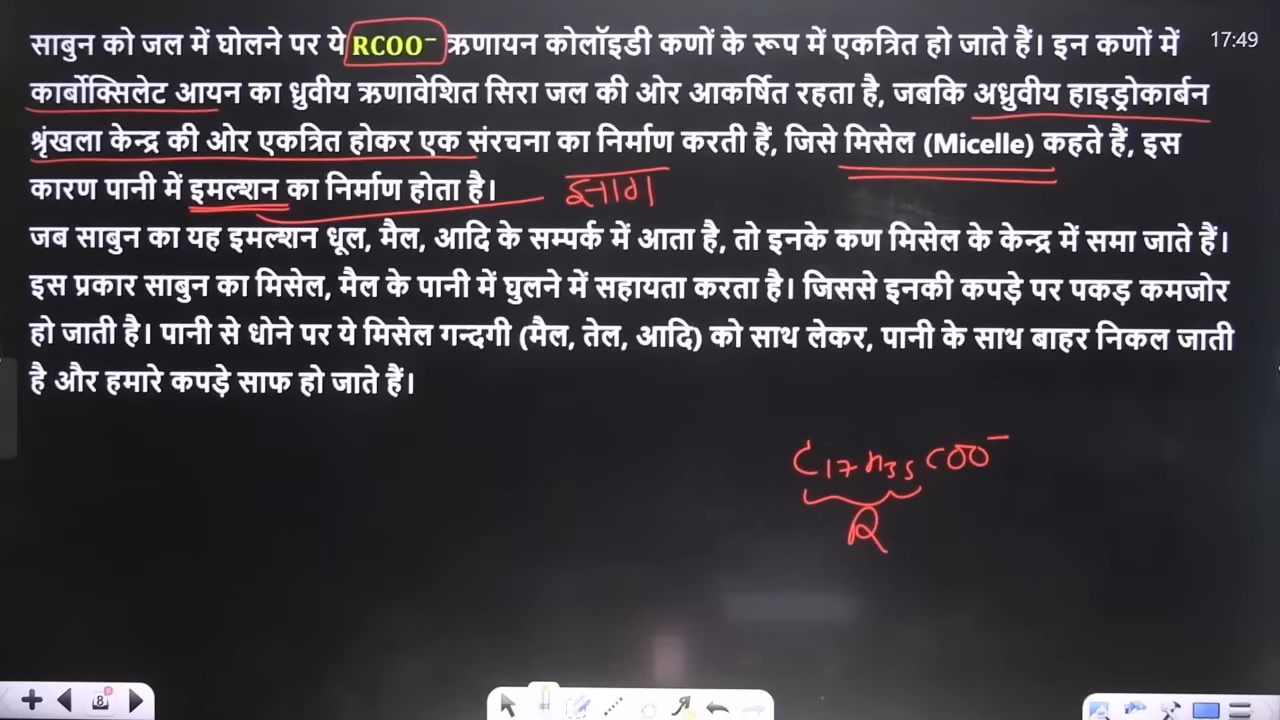 साबुन को जल में घोलने पर ये RCOO⁻ ऋणायन कोलॉइडी कणों के रूप में एकत्रित हो जाते हैं। इन कणों में
17:49
कार्बोक्सिलेट आयन का ध्रुवीय ऋणावेशित सिरा जल की ओर आकर्षित रहता है, जबकि अध्रुवीय हाइड्रोकार्बन
श्रृंखला केन्द्र की ओर एकत्रित होकर एक संरचना का निर्माण करती हैं, जिसे मिसेल (Micelle) कहते हैं, इस
कारण पानी में इमल्शन का निर्माण होता है।
झाग
जब साबुन का यह इमल्शन धूल, मैल, आदि के सम्पर्क में आता है, तो इनके कण मिसेल के केन्द्र में समा जाते हैं।
इस प्रकार साबुन का मिसेल, मैल के पानी में घुलने में सहायता करता है। जिससे इनकी कपड़े पर पकड़ कमजोर
हो जाती है। पानी से धोने पर ये मिसेल गन्दगी (मैल, तेल, आदि) को साथ लेकर, पानी के साथ बाहर निकल जाती
है और हमारे कपड़े साफ हो जाते हैं।
C₁₇H₃₅COO⁻
R
8